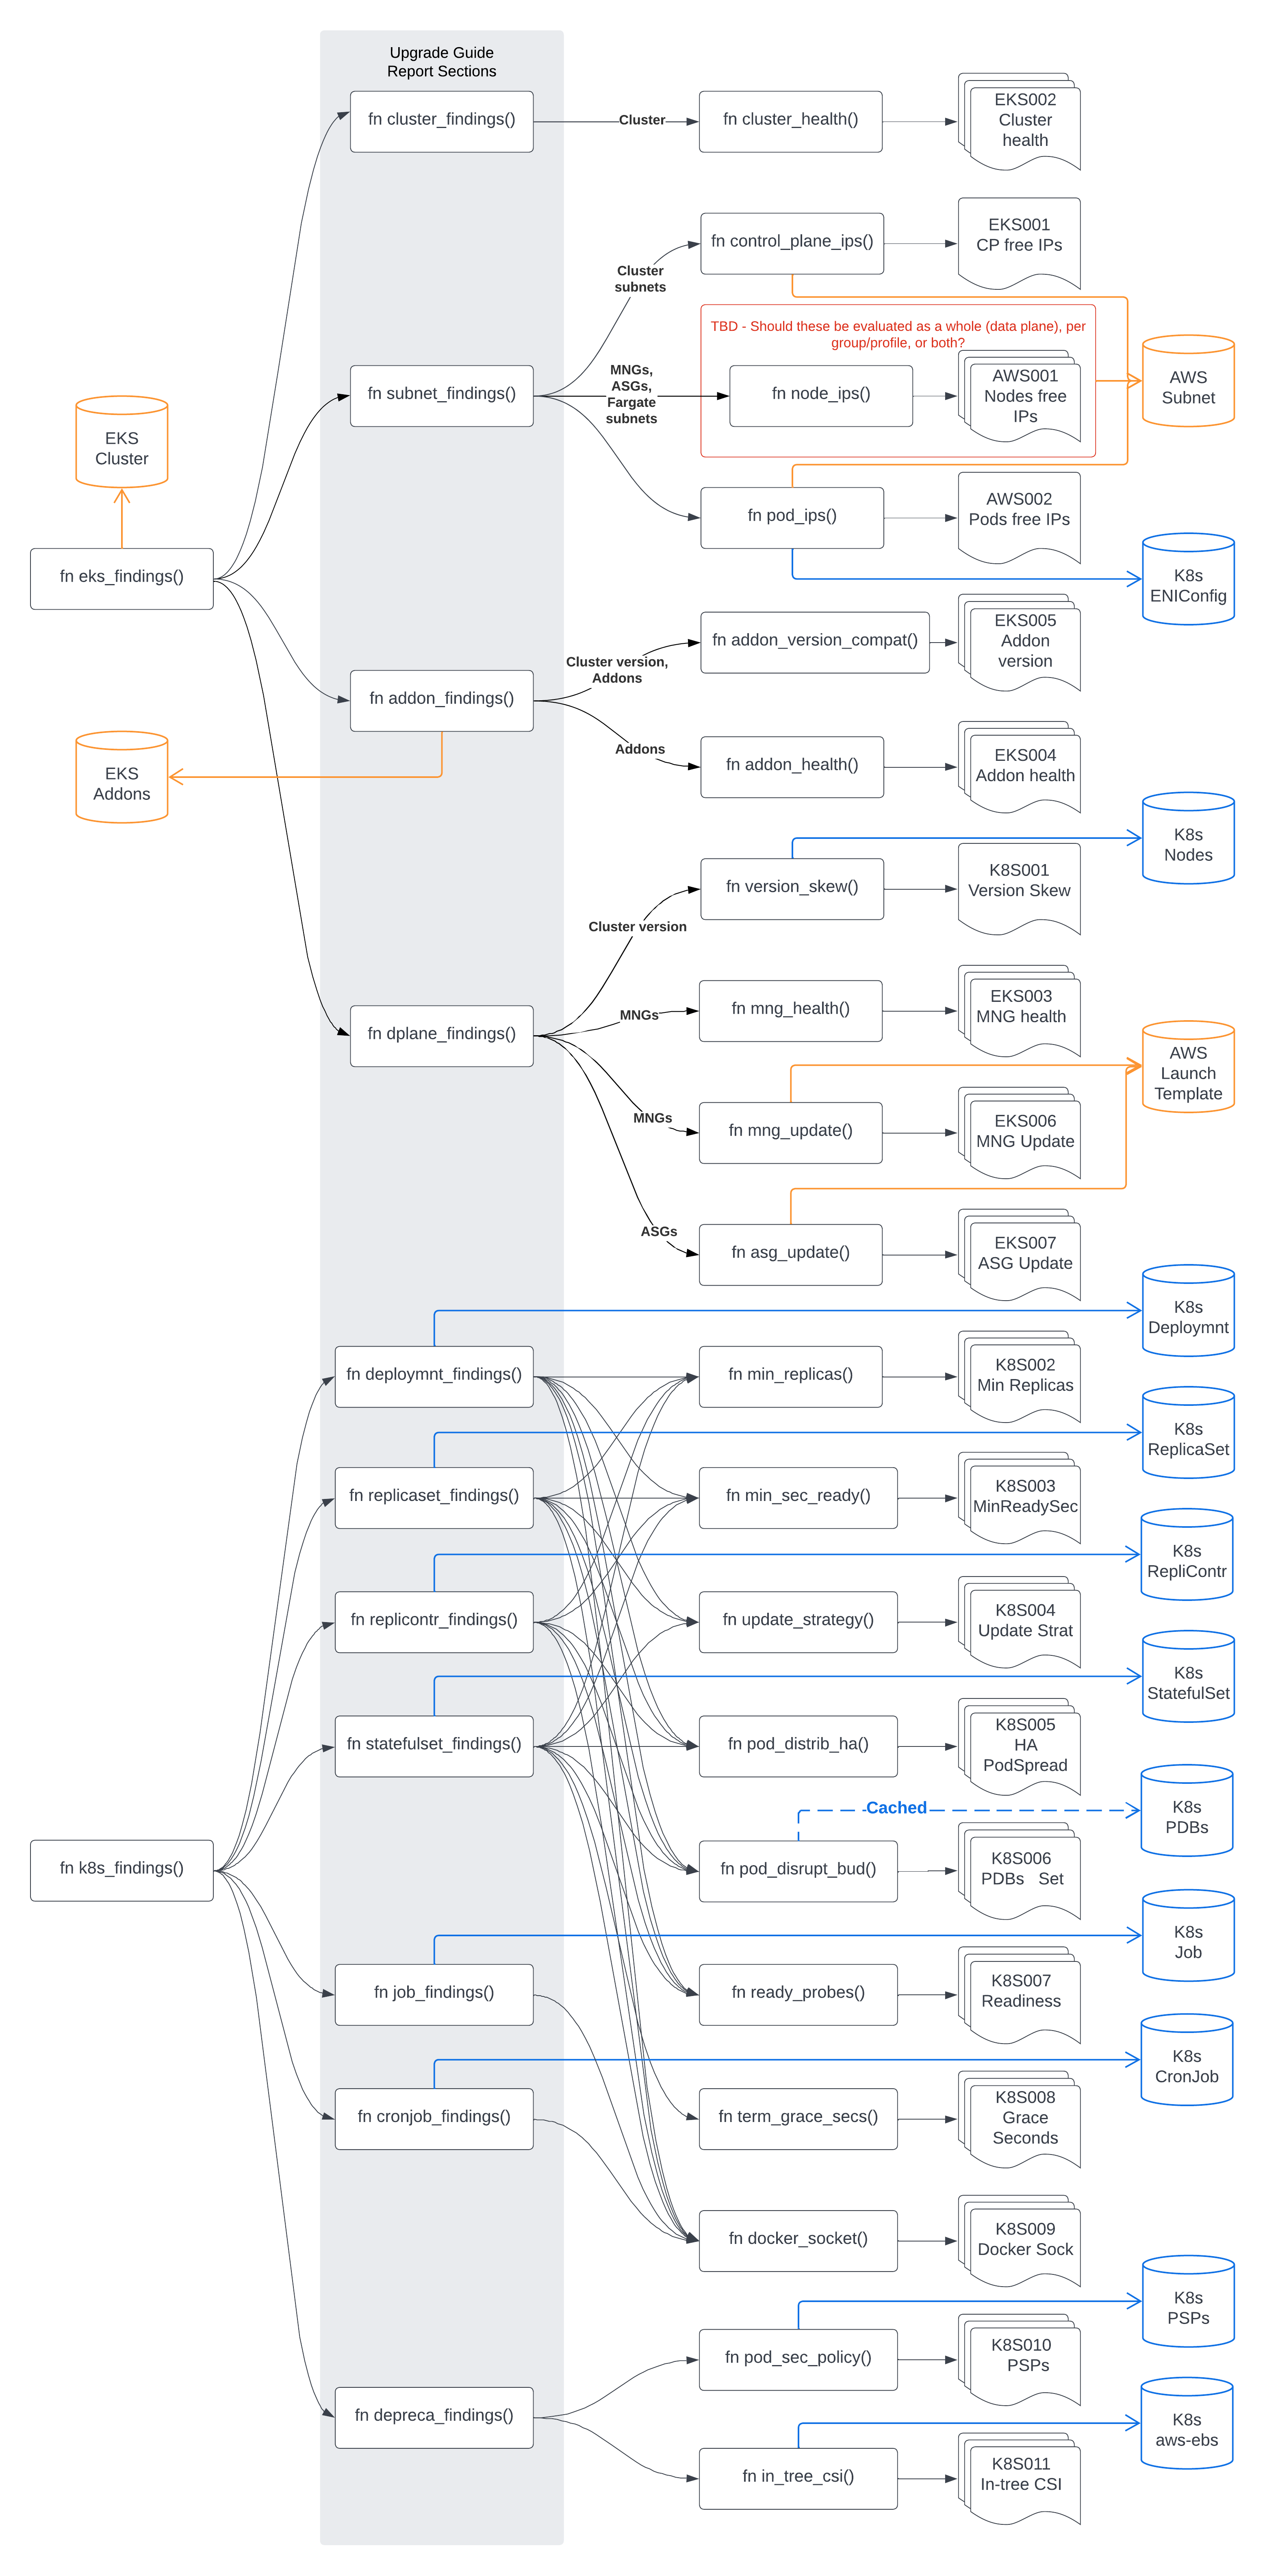 Upgrade Guide
Report Sections
fn cluster_findings()
Cluster
fn cluster_health()
EKS002
Cluster
health
fn control_plane_ips()
EKS001
CP free IPs
Cluster
subnets
TBD - Should these be evaluated as a whole (data plane), per
group/profile, or both?
fn subnet_findings()
MNGs,
ASGs,
Fargate
subnets
fn node_ips()
AWS001
Nodes free
IPs
AWS
Subnet
EKS
Cluster
fn pod_ips()
AWS002
Pods free IPs
fn eks_findings()
K8s
ENIConfig
fn addon_version_compat()
EKS005
Addon
version
Cluster version,
Addons
fn addon_findings()
Addons
fn addon_health()
EKS004
Addon health
EKS
Addons
K8s
Nodes
fn version_skew()
K8S001
Version Skew
Cluster version
fn dplane_findings()
MNGs
fn mng_health()
EKS003
MNG health
AWS
Launch
Template
MNGs
fn mng_update()
EKS006
MNG Update
ASGs
fn asg_update()
EKS007
ASG Update
K8s
Deploymnt
fn deploymnt_findings()
fn min_replicas()
K8S002
Min Replicas
K8s
ReplicaSet
fn replicaset_findings()
fn min_sec_ready()
K8S003
MinReadySec
K8s
RepliContr
fn replicontr_findings()
fn update_strategy()
K8S004
Update Strat
K8s
StatefulSet
fn statefulset_findings()
fn pod_distrib_ha()
K8S005
HA
PodSpread
Cached
K8s
PDBs
fn k8s_findings()
fn pod_disrupt_bud()
K8S006
PDBs Set
K8s
Job
fn job_findings()
fn ready_probes()
K8S007
Readiness
K8s
CronJob
fn cronjob_findings()
fn term_grace_secs()
K8S008
Grace
Seconds
fn docker_socket()
K8S009
Docker Sock
K8s
PSPs
fn pod_sec_policy()
K8S010
PSPs
fn depreca_findings()
K8s
aws-ebs
fn in_tree_csi()
K8S011
In-tree CSI